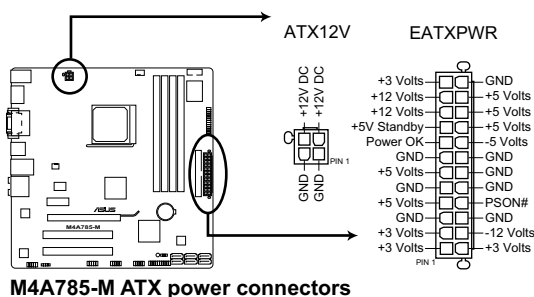 ATX12V
EATXPWR
+12V DC
+12V DC
GND
GND
PIN 1
+3 Volts
GND
+12 Volts
+5 Volts
+12 Volts
+5 Volts
+5V Standby
+5 Volts
Power OK
-5 Volts
GND
GND
+5 Volts
GND
GND
GND
+5 Volts
PSON#
GND
GND
+3 Volts
-12 Volts
+3 Volts
+3 Volts
PIN 1
ASUS
M4A785-M
M4A785-M ATX power connectors